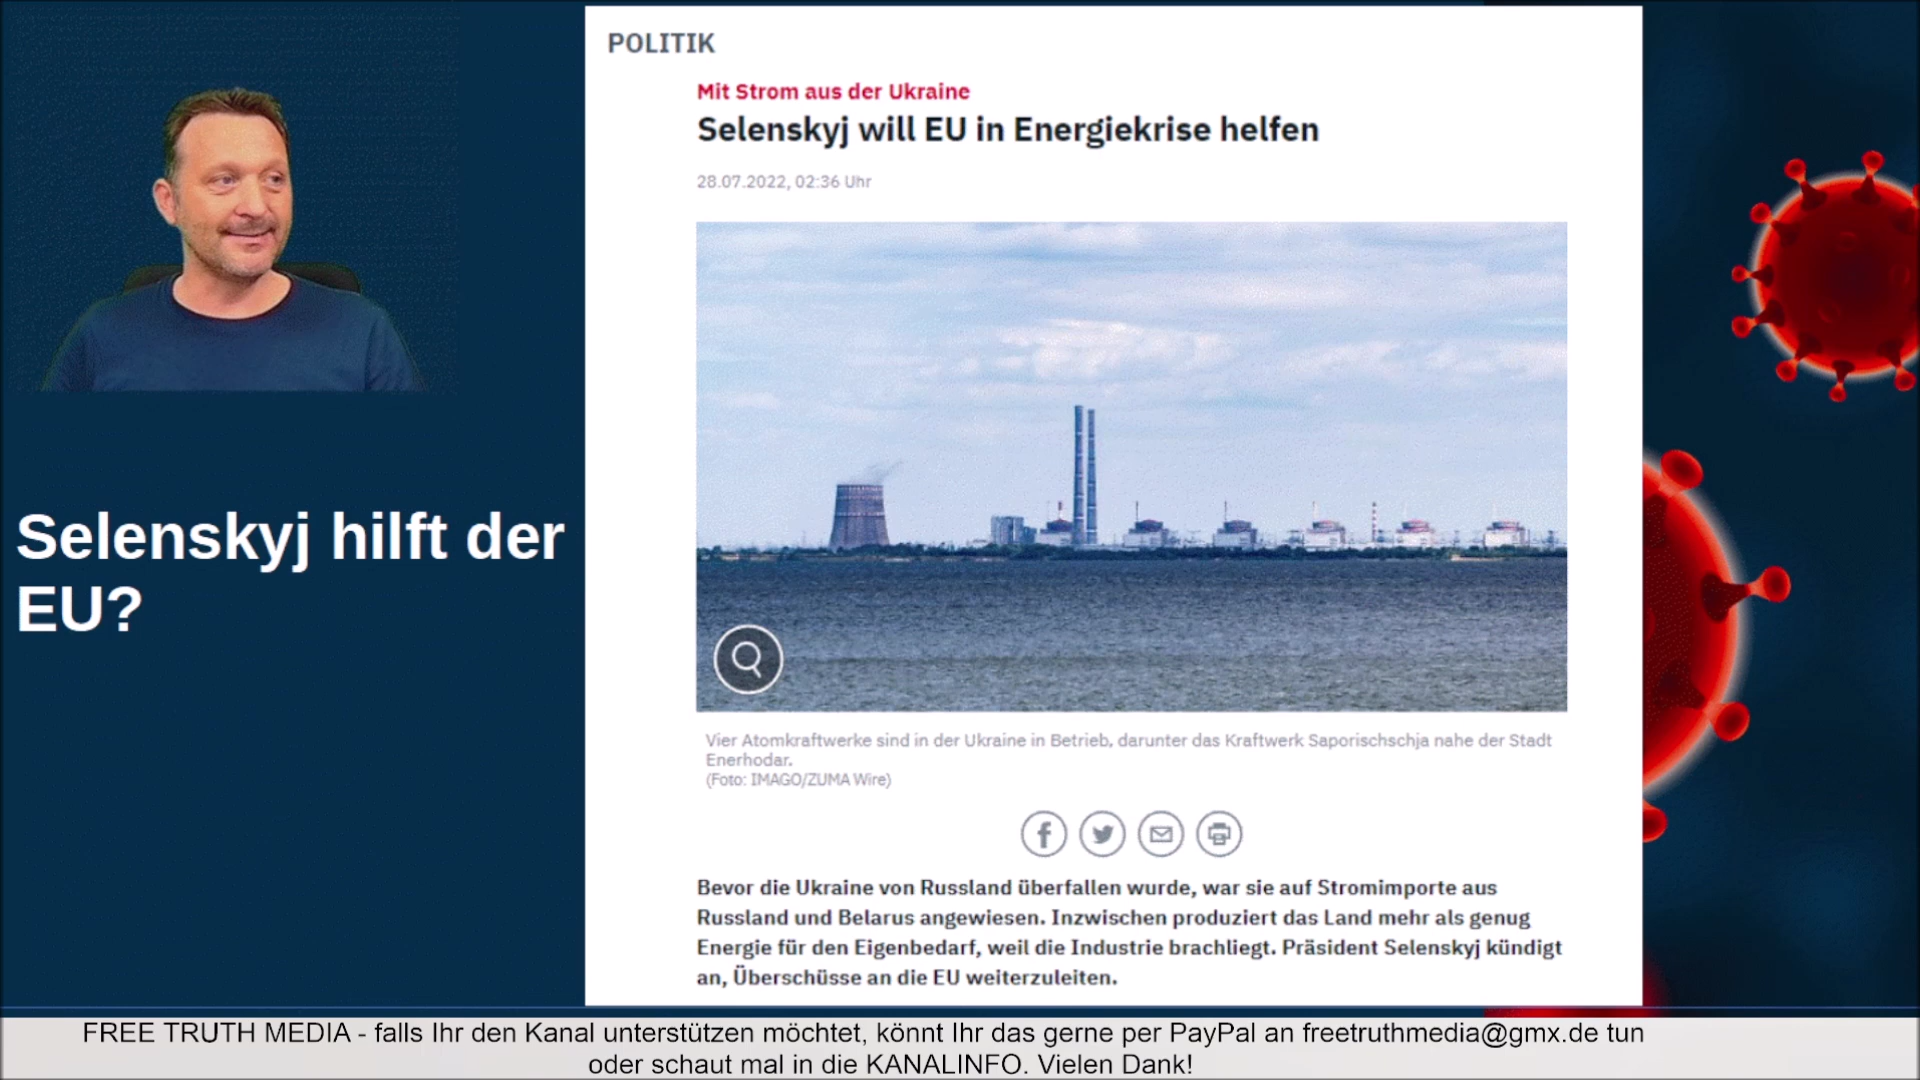 POLITIK
Mit Strom aus der Ukraine
Selenskyj will EU in Energiekrise helfen
28.07.2022, 02:36 Uhr
Selenskyj hilft der
EU?
Vier Atomkraftwerke sind in der Ukraine in Betrieb, darunter das Kraftwerk Saporischschja nahe der Stadt
Enerhodar.
(Foto: IMAGO/ZUMA Wire)
Bevor die Ukraine von Russland überfallen wurde, war sie auf Stromimporte aus
Russland und Belarus angewiesen. Inzwischen produziert das Land mehr als genug
Energie für den Eigenbedarf, weil die Industrie brachliegt. Präsident Selenskyj kündigt
an, Überschüsse an die EU weiterzuleiten.
FREE TRUTH MEDIA - falls Ihr den Kanal unterstützen möchtet, könnt Ihr das gerne per PayPal an freetruthmedia@gmx.de tun
oder schaut mal in die KANALINFO. Vielen Dank!